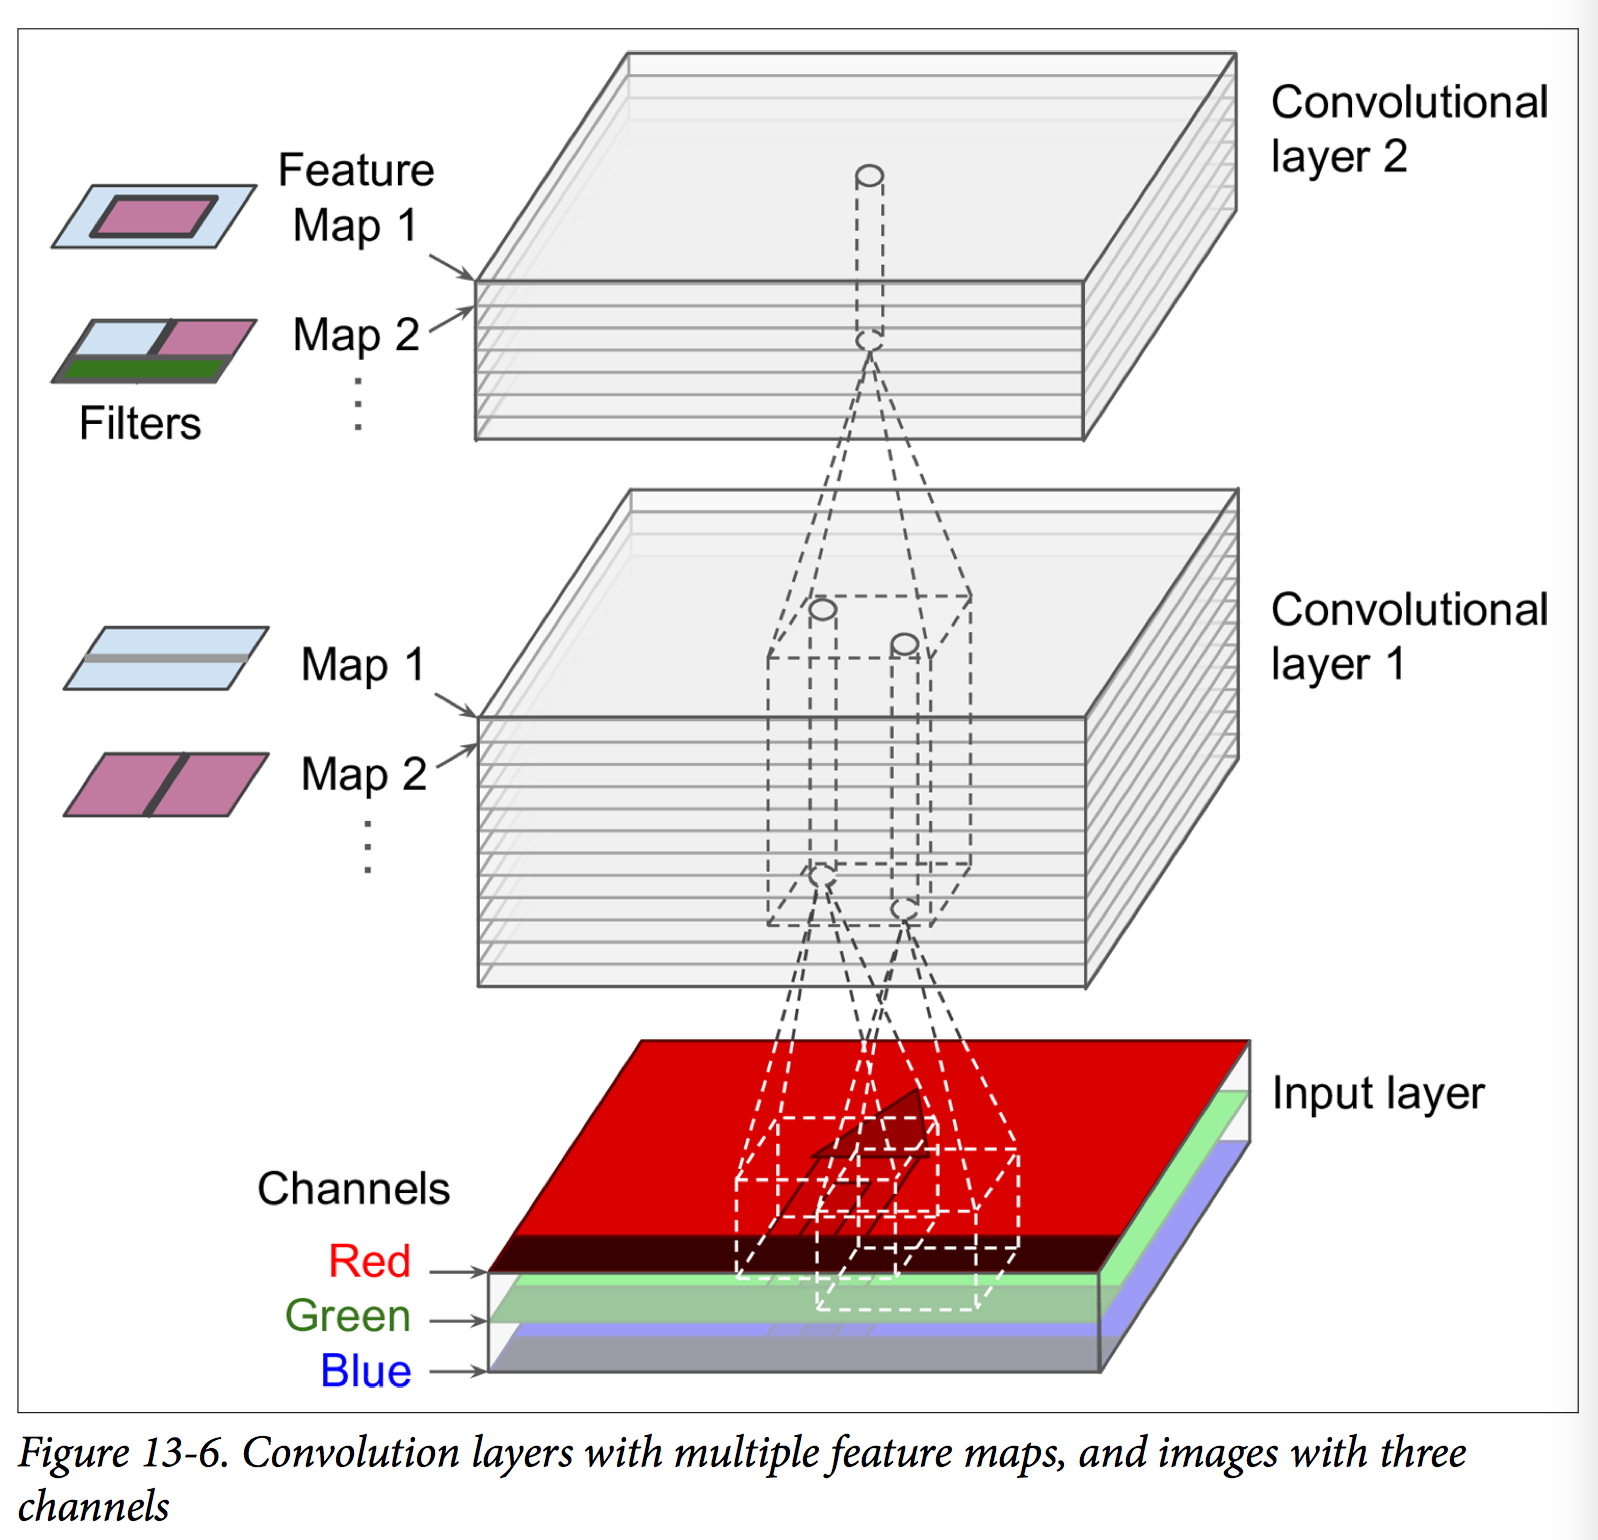 Convolutional
layer 2
Feature
Map 1
Map 2
Filters
Convolutional
layer 1
Map 1
Map 2
Input layer
Channels
Red
Green
Blue
Figure 13-6. Convolution layers with multiple feature maps, and images with three
channels